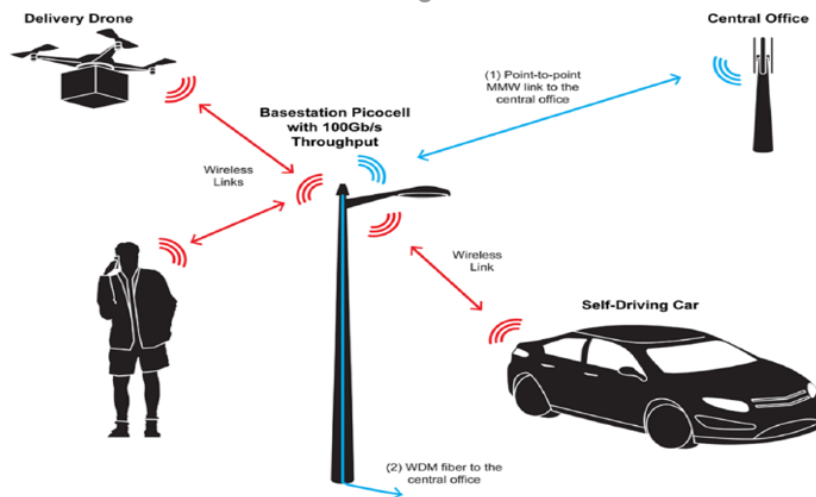 Delivery Drone
Central Office
(1) Point-to-point
MMW link to the
central office
Basestation Picocell
with 100Gb/s
Throughput
Wireless
Links
Wireless
Link
Self-Driving Car
(2) WDM fiber to the
central office